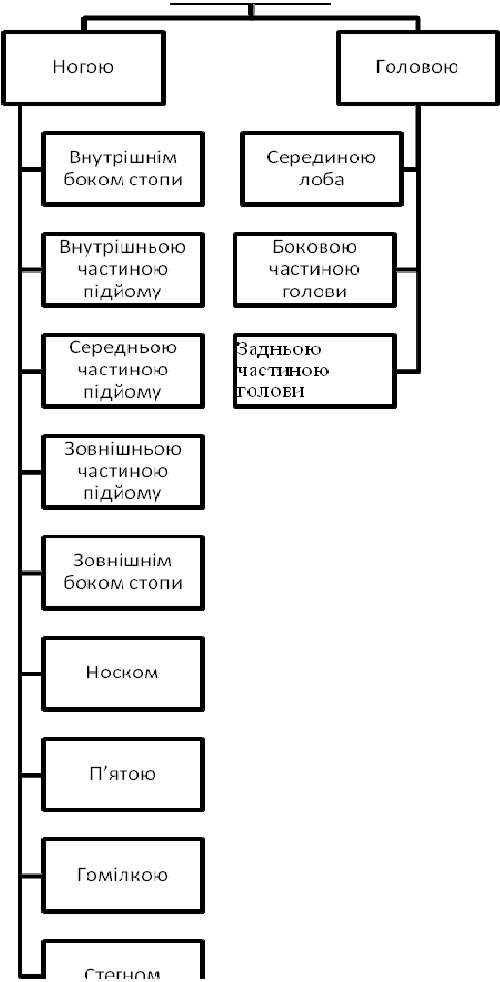 Ногою
Головою
Внутрішнім
боком стопи
Серединою
лоба
Внутрішньою
частиною
підйому
Боковою
частиною
голови
Середньою
частиною
підйому
Задньою
частиною
голови
Зовнішньою
частиною
підйому
Зовнішнім
боком стопи
Носком
П’ятою
Гомілкою
Стегном